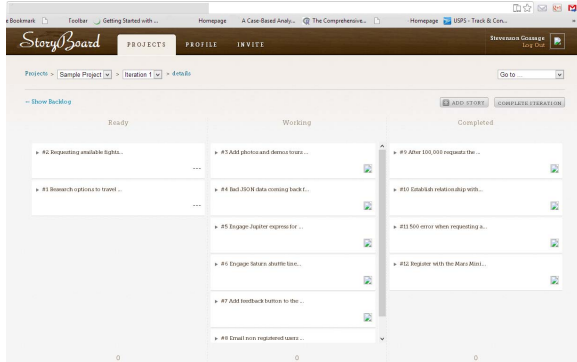 e Bookmark Toolbar Getting Started with ... Homepage A Case-Based Analy... The Comprehensive... Homepage USPS - Track & Con...
StoryBoard PROJECTS PROFILE INVITE
Stevenson Gossage
Log Out
Projects > Sample Project > Iteration 1 > details
Go to ...
← Show Backlog
ADD STORY COMPLETE ITERATION
Ready Working Completed
#2 Requesting available fights...
---
#1 Research options to travel ...
---
#3 Add photos and demos tours ...
#4 Bad JSON data coming back f...
#5 Engage Jupiter express for ...
#6 Engage Saturn shuttle line...
#7 Add feedback button to the ...
#8 Email non registered users ...
#9 After 100,000 requests the ...
#10 Establish relationship with...
#11 500 error when requesting a...
#12 Register with the Mars Mini...
0 0 0